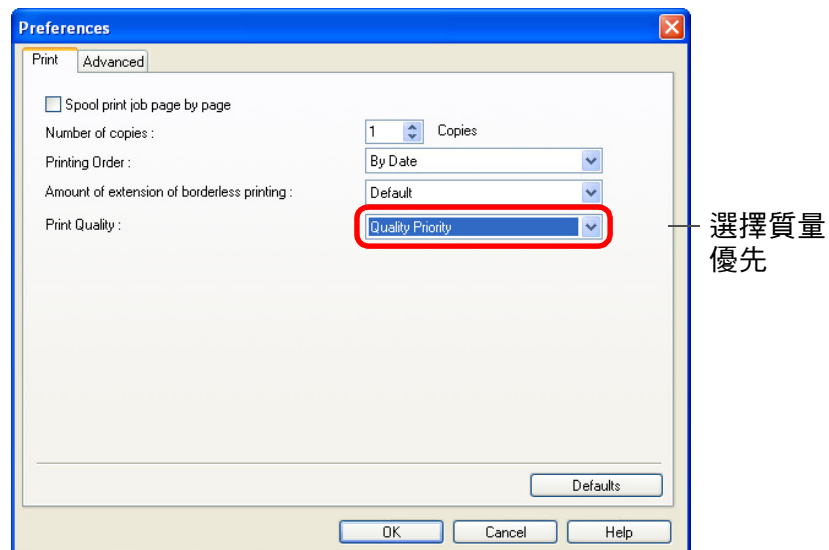 Preferences
Print Advanced
Spool print job page by page
Number of copies : 1 Copies
Printing Order : By Date
Amount of extension of borderless printing : Default
Print Quality : Quality Priority
選擇質量
優先
Defaults
OK Cancel Help